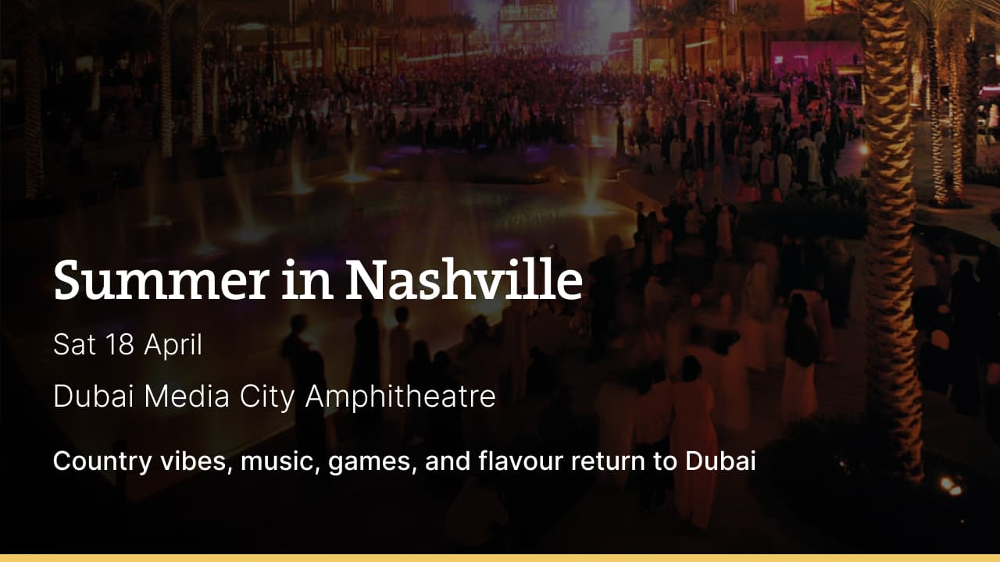 Summer in Nashville
Sat 18 April
Dubai Media City Amphitheatre
Country vibes, music, games, and flavour return to Dubai